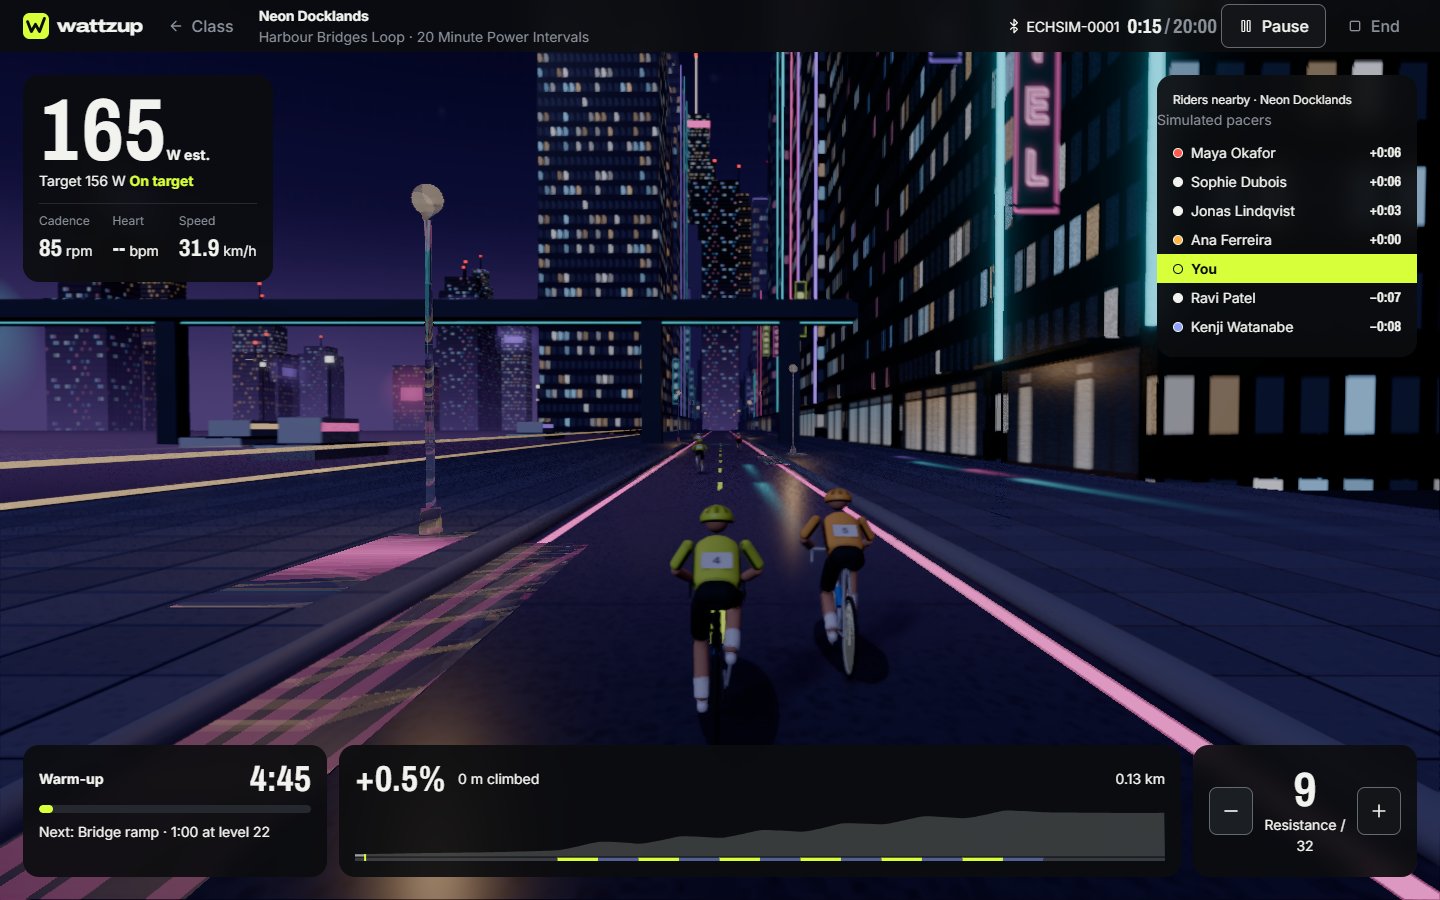 wattzup
← Class
Neon Docklands
Harbour Bridges Loop · 20 Minute Power Intervals
ECHSIM-0001 0:15 / 20:00
Pause
End
165 W est.
Target 156 W On target
Cadence Heart Speed
85 rpm -- bpm 31.9 km/h
E
L
Riders nearby · Neon Docklands
Simulated pacers
Maya Okafor +0:06
Sophie Dubois +0:06
Jonas Lindqvist +0:03
Ana Ferreira +0:00
You
Ravi Patel −0:07
Kenji Watanabe −0:08
4
5
Warm-up 4:45
Next: Bridge ramp · 1:00 at level 22
+0.5% 0 m climbed 0.13 km
− 9 +
Resistance /
32